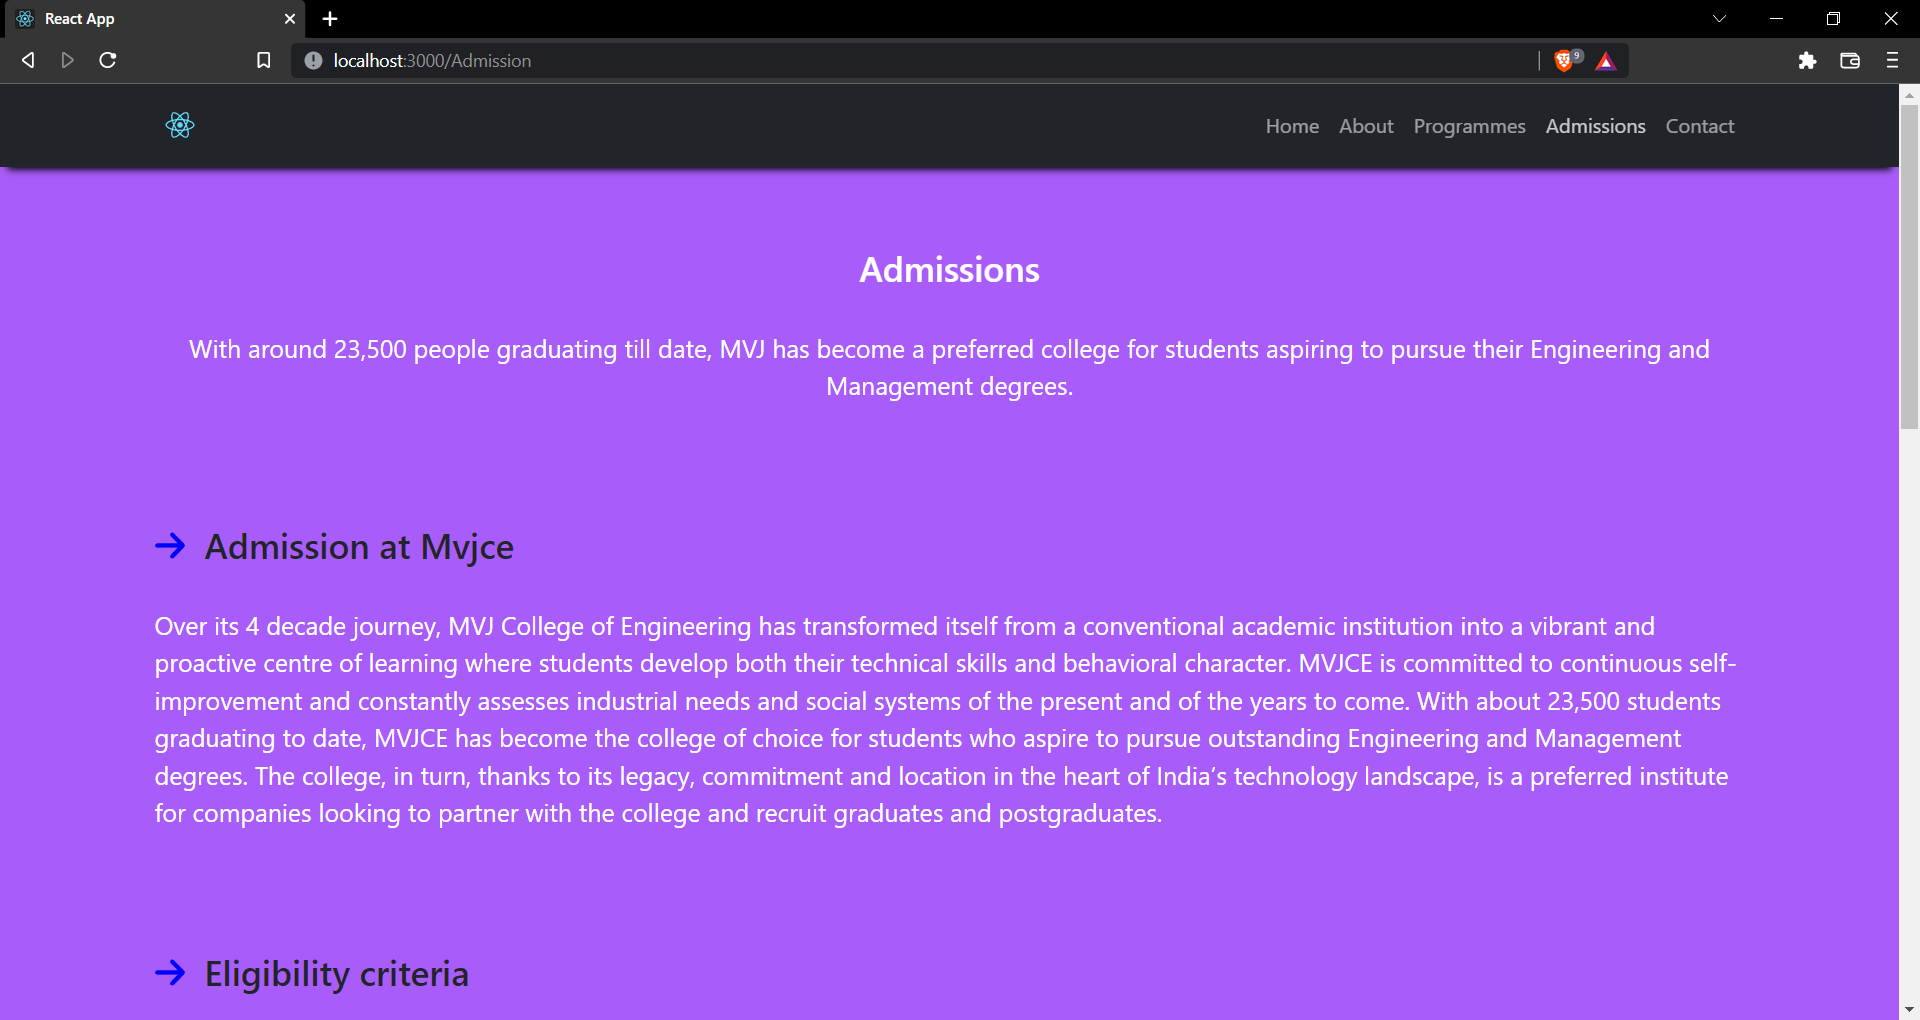 React App
localhost:3000/Admission
9
Home About Programmes Admissions Contact
Admissions
With around 23,500 people graduating till date, MVJ has become a preferred college for students aspiring to pursue their Engineering and
Management degrees.
Admission at Mvjce
Over its 4 decade journey, MVJ College of Engineering has transformed itself from a conventional academic institution into a vibrant and
proactive centre of learning where students develop both their technical skills and behavioral character. MVJCE is committed to continuous self-
improvement and constantly assesses industrial needs and social systems of the present and of the years to come. With about 23,500 students
graduating to date, MVJCE has become the college of choice for students who aspire to pursue outstanding Engineering and Management
degrees. The college, in turn, thanks to its legacy, commitment and location in the heart of India’s technology landscape, is a preferred institute
for companies looking to partner with the college and recruit graduates and postgraduates.
Eligibility criteria